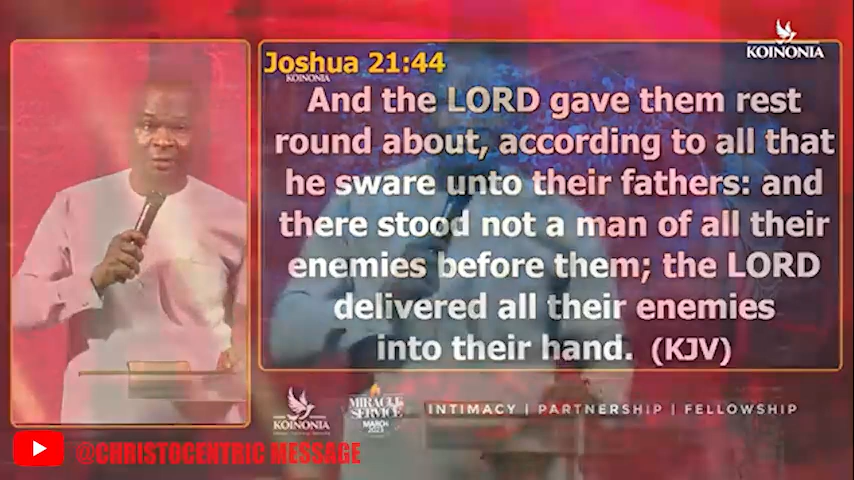 KOINONIA
Joshua 21:44
KOINONIA
And the LORD gave them rest
round about, according to all that
he sware unto their fathers: and
there stood not a man of all their
enemies before them; the LORD
delivered all their enemies
into their hand. (KJV)
KOINONIA
MIRACLE
SERVICE
MARCH
2023
INTIMACY | PARTNERSHIP | FELLOWSHIP
@CHRISTOCENTRIC MESSAGE